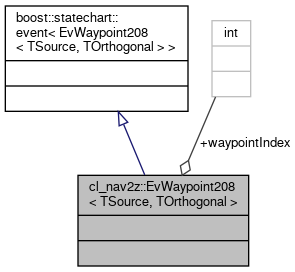 boost::statechart::
event< EvWaypoint208
< TSource, TOrthogonal > >
int
+waypointIndex
cl_nav2z::EvWaypoint208
< TSource, TOrthogonal >